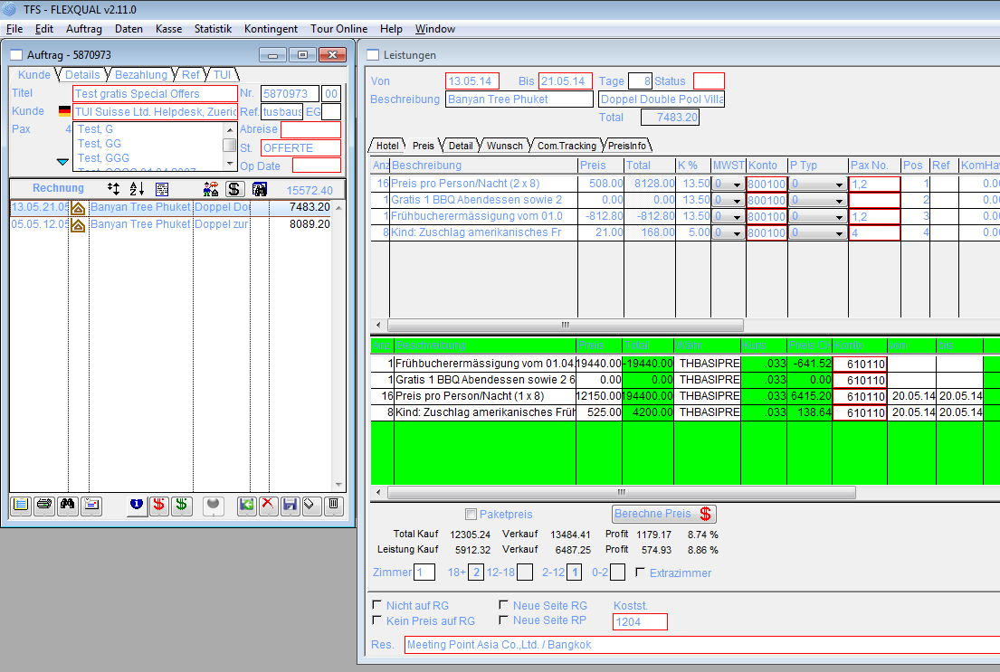 TFS - FLEXQUAL v2.11.0
File Edit Auftrag Daten Kasse Statistik Kontingent Tour Online Help Window
Auftrag - 5870973
Kunde Details Bezahlung Ref TUI
Titel Test gratis Special Offers Nr. 5870973 00
Kunde TUI Suisse Ltd. Helpdesk, Zueric Ref. tusbaus EG
Pax 4 Test, G Abreise
Test, GG St. OFFERTE
Test, GGG Op Date
Test, GGGG 01.04.2007
Rechnung 15572.40
13.05.21.05 Banyan Tree Phuket Doppel Do 7483.20
05.05.12.05 Banyan Tree Phuket Doppel zur 8089.20
Leistungen
Von 13.05.14 Bis 21.05.14 Tage 8 Status
Beschreibung Banyan Tree Phuket Doppel Double Pool Villa
Total 7483.20
Hotel Preis Detail Wunsch Com.Tracking PreisInfo
Anz Beschreibung Preis Total K % MWST Konto P Typ Pax No. Pos Ref KomHav
16 Preis pro Person/Nacht (2 x 8) 508.00 8128.00 13.50 0 800100 0 1,2 1 0.00
1 Gratis 1 BBQ Abendessen sowie 2 0.00 0.00 13.50 0 800100 0 2 0.00
1 Frühbucherermässigung vom 01.0 -812.80 -812.80 13.50 0 800100 0 1,2 3 0.00
8 Kind: Zuschlag amerikanisches Fr 21.00 168.00 5.00 0 800100 0 4 4 0.00
1 Frühbucherermässigung vom 01.04. 19440.00 -19440.00 THBASIPRE .033 -641.52 610110
1 Gratis 1 BBQ Abendessen sowie 2 6 0.00 0.00 THBASIPRE .033 0.00 610110
16 Preis pro Person/Nacht (1 x 8) 12150.00 194400.00 THBASIPRE .033 6415.20 610110 20.05.14 20.05.14
8 Kind: Zuschlag amerikanisches Früh 525.00 4200.00 THBASIPRE .033 138.64 610110 20.05.14 20.05.14
Paketpreis Berechne Preis
Total Kauf 12305.24 Verkauf 13484.41 Profit 1179.17 8.74 %
Leistung Kauf 5912.32 Verkauf 6487.25 Profit 574.93 8.86 %
Zimmer 1 18+ 2 12-18 2-12 1 0-2 Extrazimmer
Nicht auf RG Neue Seite RG Kostst.
Kein Preis auf RG Neue Seite RP 1204
Res. Meeting Point Asia Co.,Ltd. / Bangkok